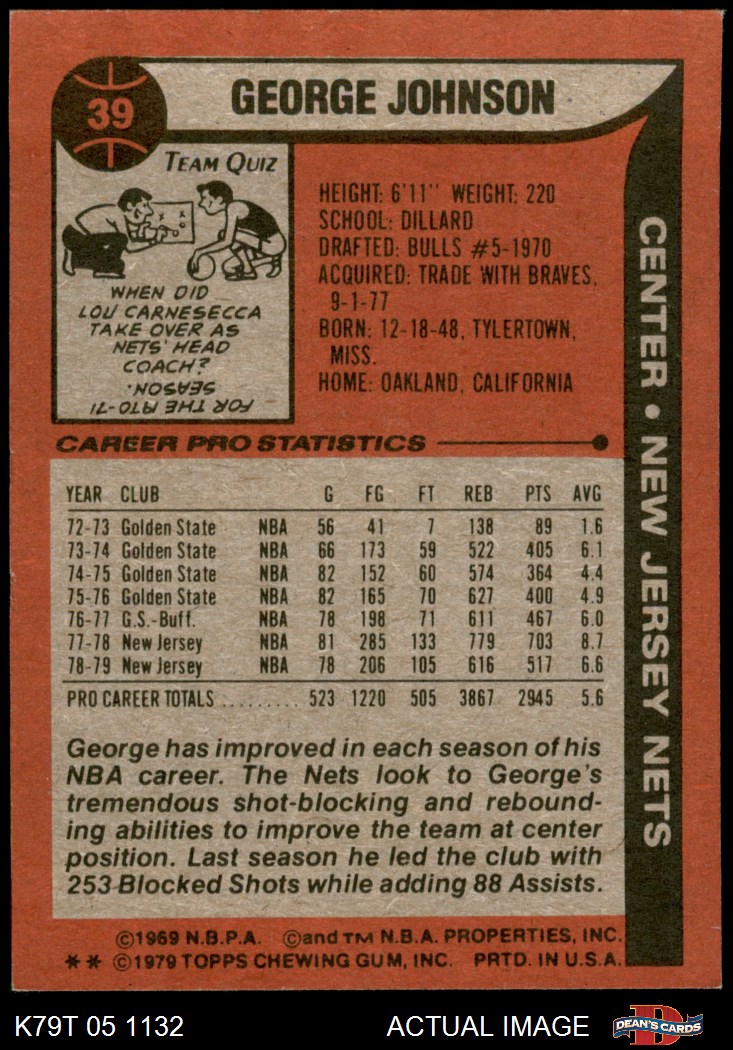 39
GEORGE JOHNSON
TEAM QUIZ
WHEN DID
LOU CARNESECCA
TAKE OVER AS
NETS' HEAD
COACH?
FOR THE 1970-71
SEASON.
HEIGHT: 6'11" WEIGHT: 220
SCHOOL: DILLARD
DRAFTED: BULLS #5-1970
ACQUIRED: TRADE WITH BRAVES,
9-1-77
BORN: 12-18-48, TYLERTOWN,
MISS.
HOME: OAKLAND, CALIFORNIA
CENTER • NEW JERSEY NETS
CAREER PRO STATISTICS
YEAR CLUB G FG FT REB PTS AVG
72-73 Golden State NBA 56 41 7 138 89 1.6
73-74 Golden State NBA 66 173 59 522 405 6.1
74-75 Golden State NBA 82 152 60 574 364 4.4
75-76 Golden State NBA 82 165 70 627 400 4.9
76-77 G.S.-Buff. NBA 78 198 71 611 467 6.0
77-78 New Jersey NBA 81 285 133 779 703 8.7
78-79 New Jersey NBA 78 206 105 616 517 6.6
PRO CAREER TOTALS ......... 523 1220 505 3867 2945 5.6
George has improved in each season of his
NBA career. The Nets look to George's
tremendous shot-blocking and rebound-
ing abilities to improve the team at center
position. Last season he led the club with
253 Blocked Shots while adding 88 Assists.
©1969 N.B.P.A. ©and TM N.B.A. PROPERTIES, INC.
** ©1979 TOPPS CHEWING GUM, INC. PRTD. IN U.S.A.
K79T 05 1132 ACTUAL IMAGE
D
DEAN'S CARDS